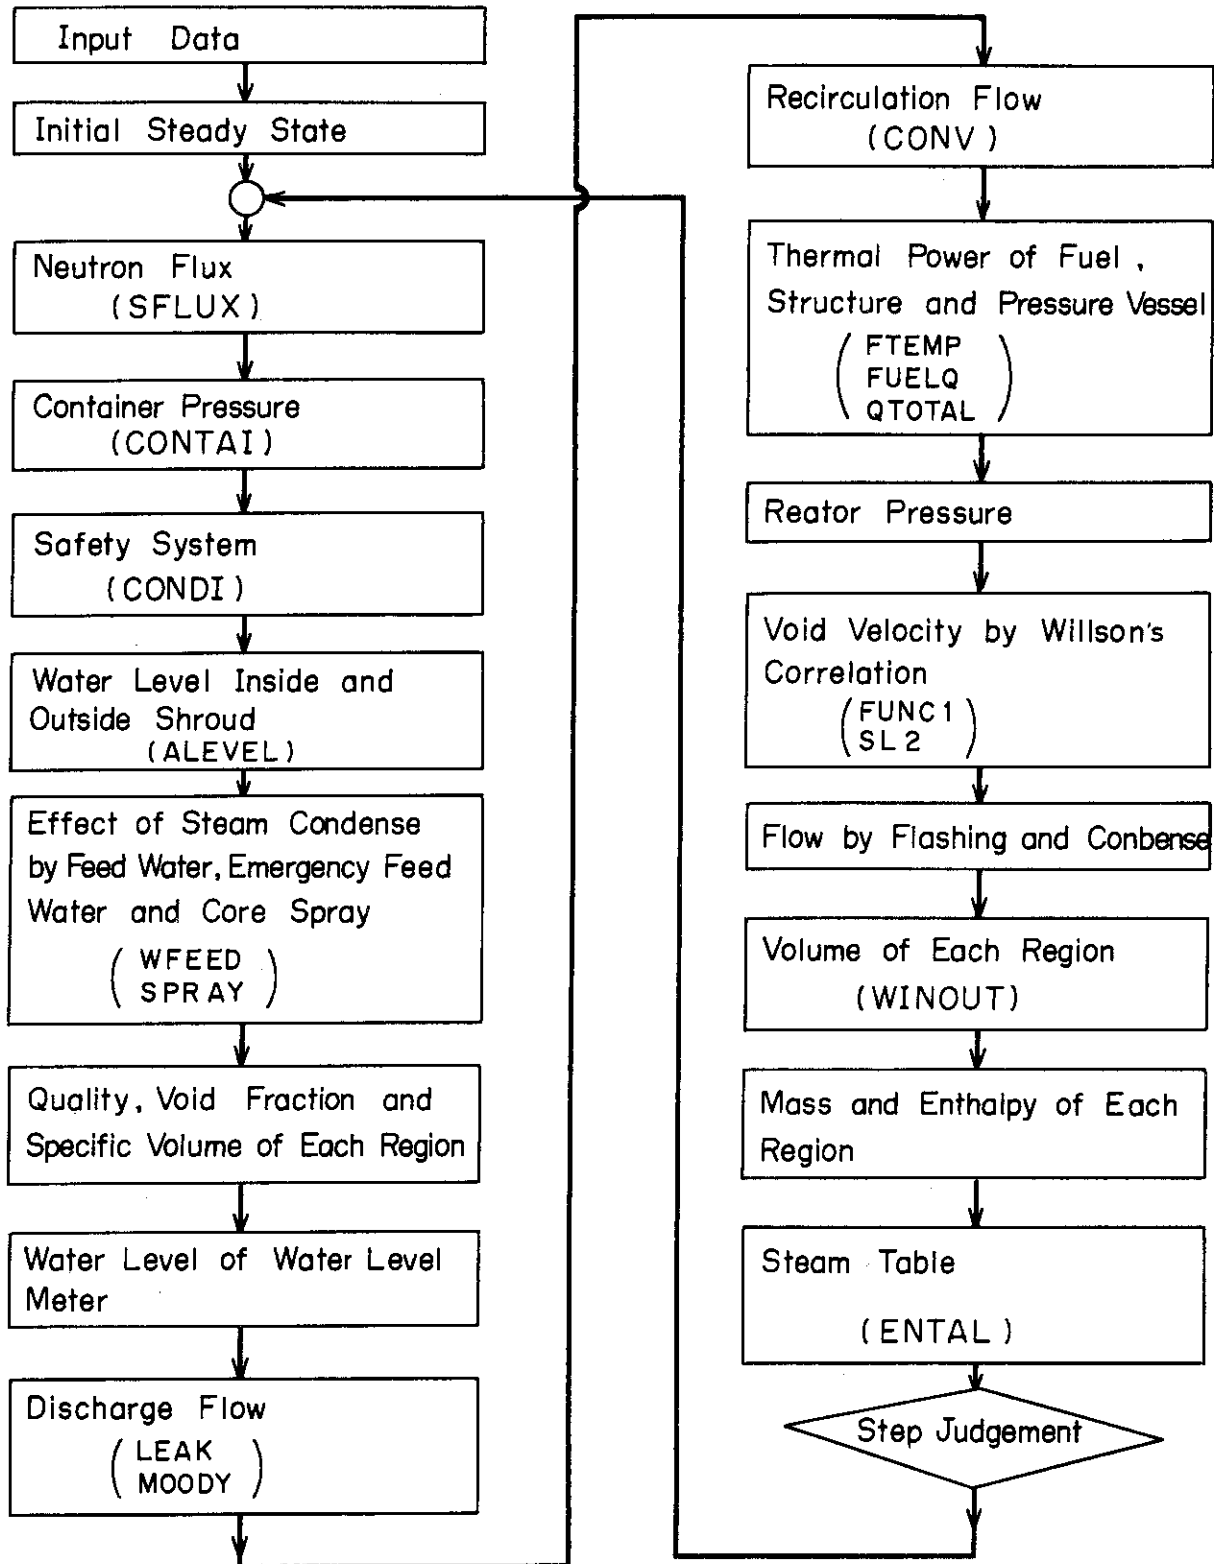 Input Data
Initial Steady State
Neutron Flux
(SFLUX)
Container Pressure
(CONTAI)
Safety System
(CONDI)
Water Level Inside and
Outside Shroud
(ALEVEL)
Effect of Steam Condense
by Feed Water, Emergency Feed
Water and Core Spray
(WFEED
SPRAY)
Quality, Void Fraction and
Specific Volume of Each Region
Water Level of Water Level
Meter
Discharge Flow
(LEAK
MOODY)
Recirculation Flow
(CONV)
Thermal Power of Fuel,
Structure and Pressure Vessel
(FTEMP
FUELQ
QTOTAL)
Reator Pressure
Void Velocity by Willson's
Correlation
(FUNC1
SL2)
Flow by Flashing and Conbense
Volume of Each Region
(WINOUT)
Mass and Enthalpy of Each
Region
Steam Table
(ENTAL)
Step Judgement